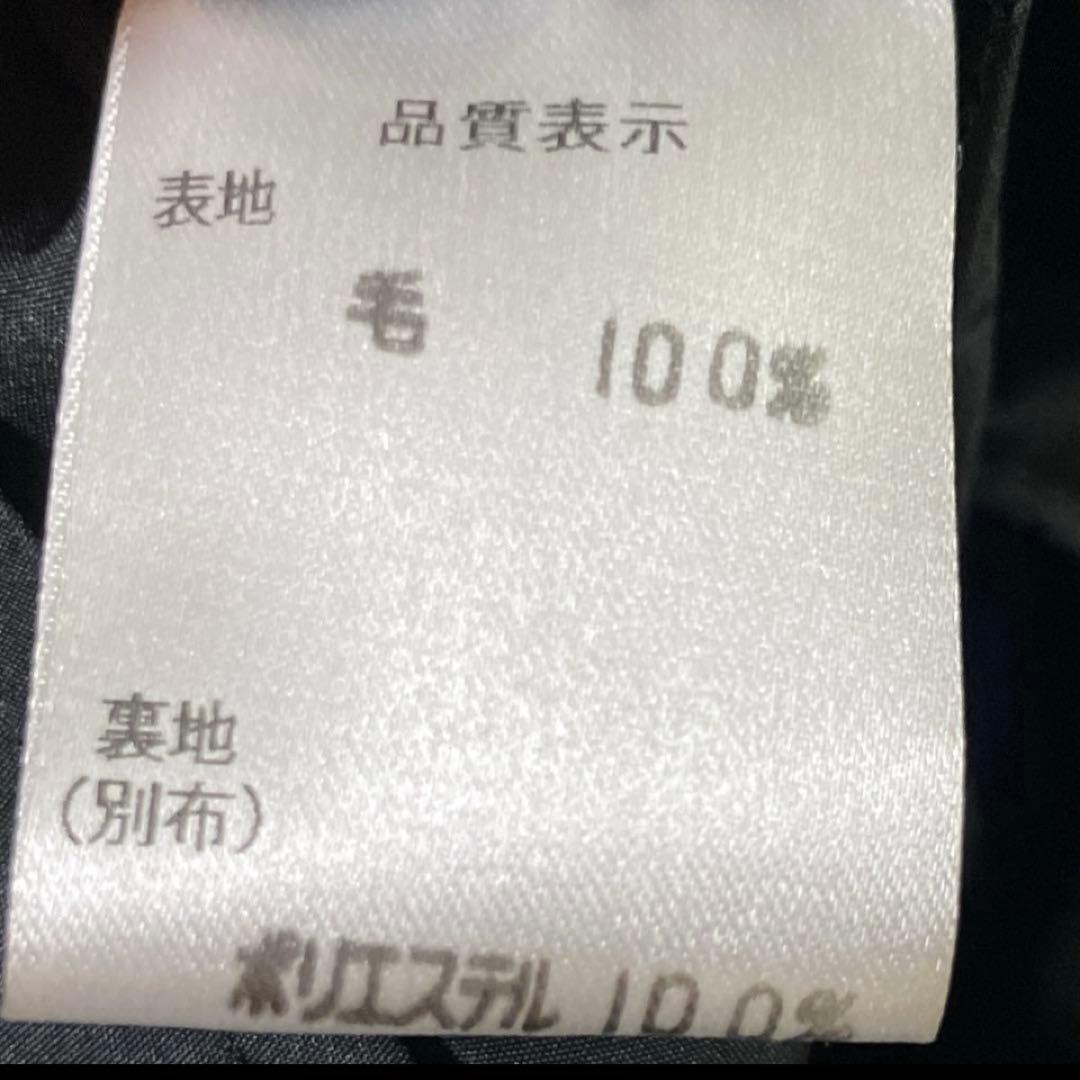 品質表示
表地
毛 100%
裏地
(別布)
ポリエステル 100%